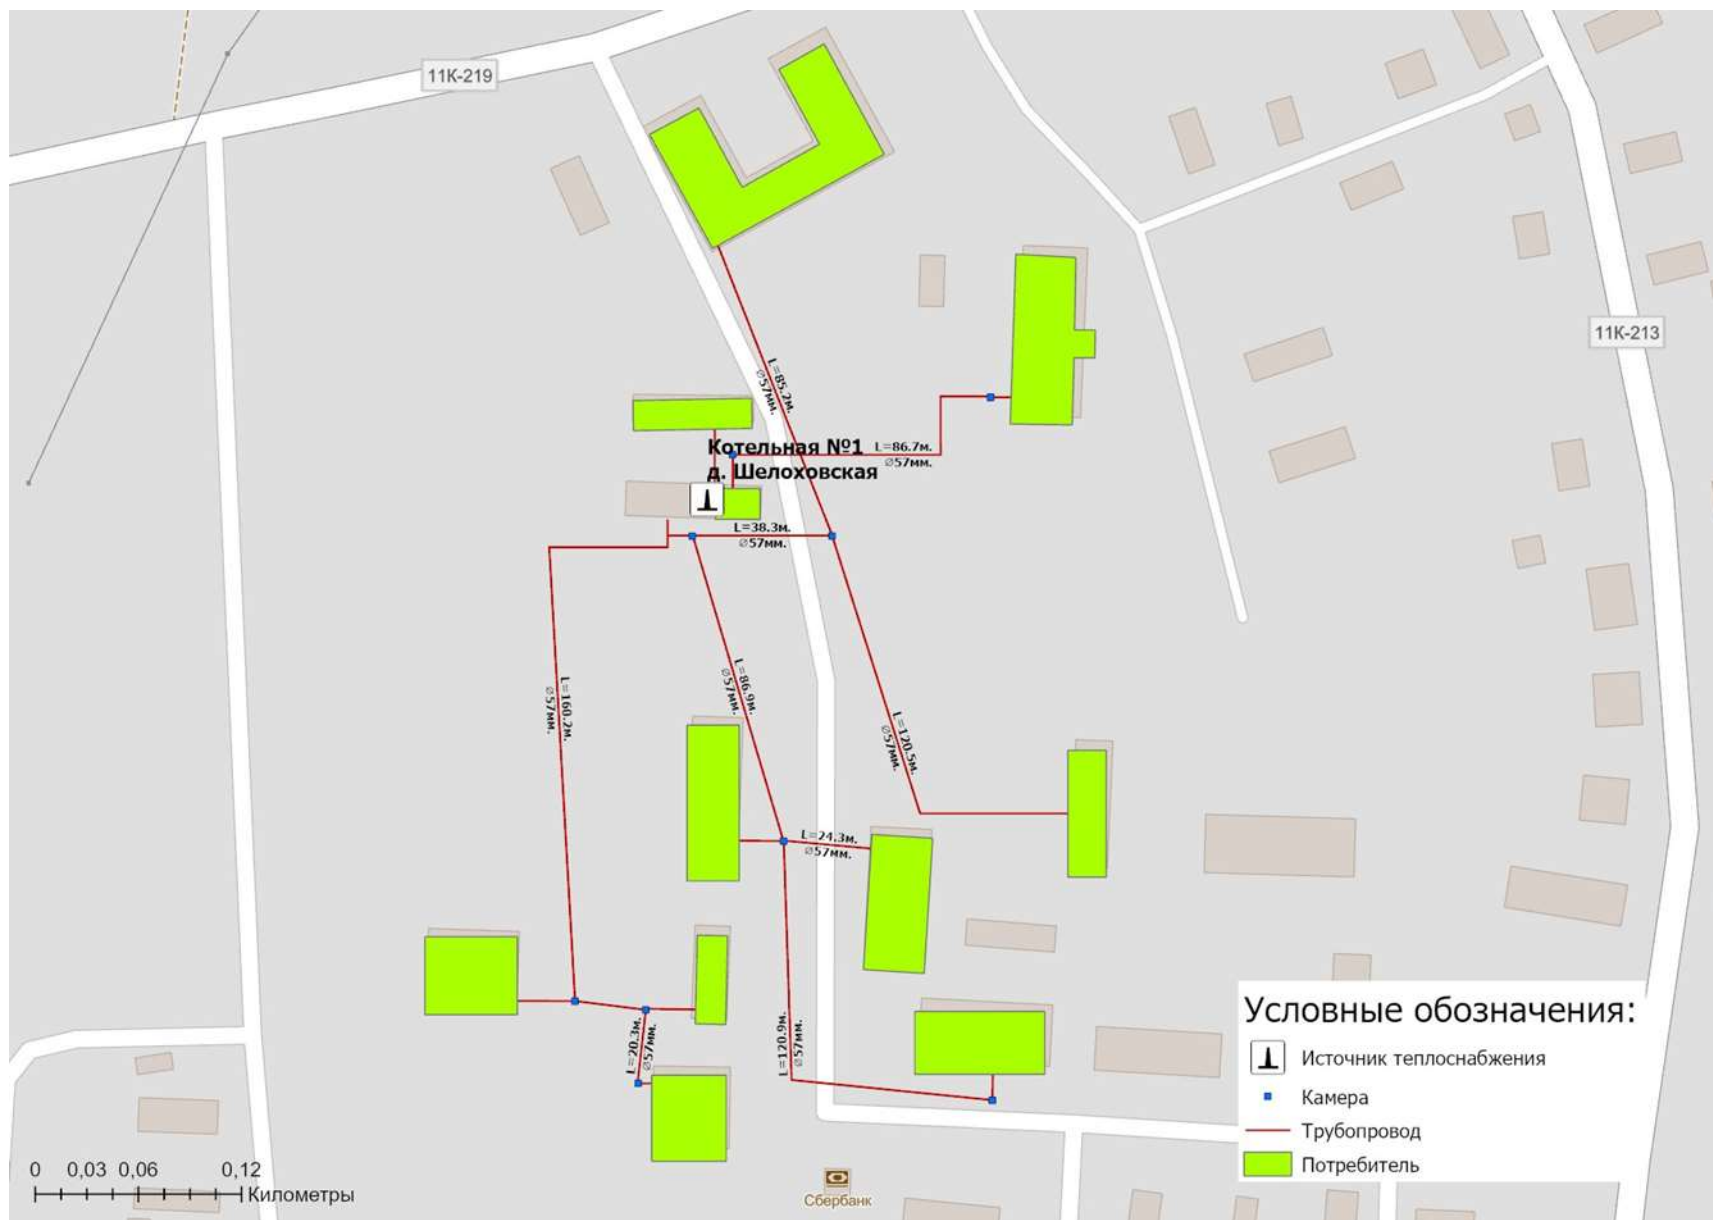 11К-219
11К-213
L=85.2м.
∅57мм.
Котельная №1
д. Шелоховская
L=86.7м.
∅57мм.
L=38.3м.
∅57мм.
L=160.2м.
∅57мм.
L=86.9м.
∅57мм.
L=120.5м.
∅57мм.
L=24.3м.
∅57мм.
L=20.3м.
∅57мм.
L=120.9м.
∅57мм.
Условные обозначения:
Источник теплоснабжения
Камера
Трубопровод
Потребитель
0 0,03 0,06 0,12
Километры
Сбербанк